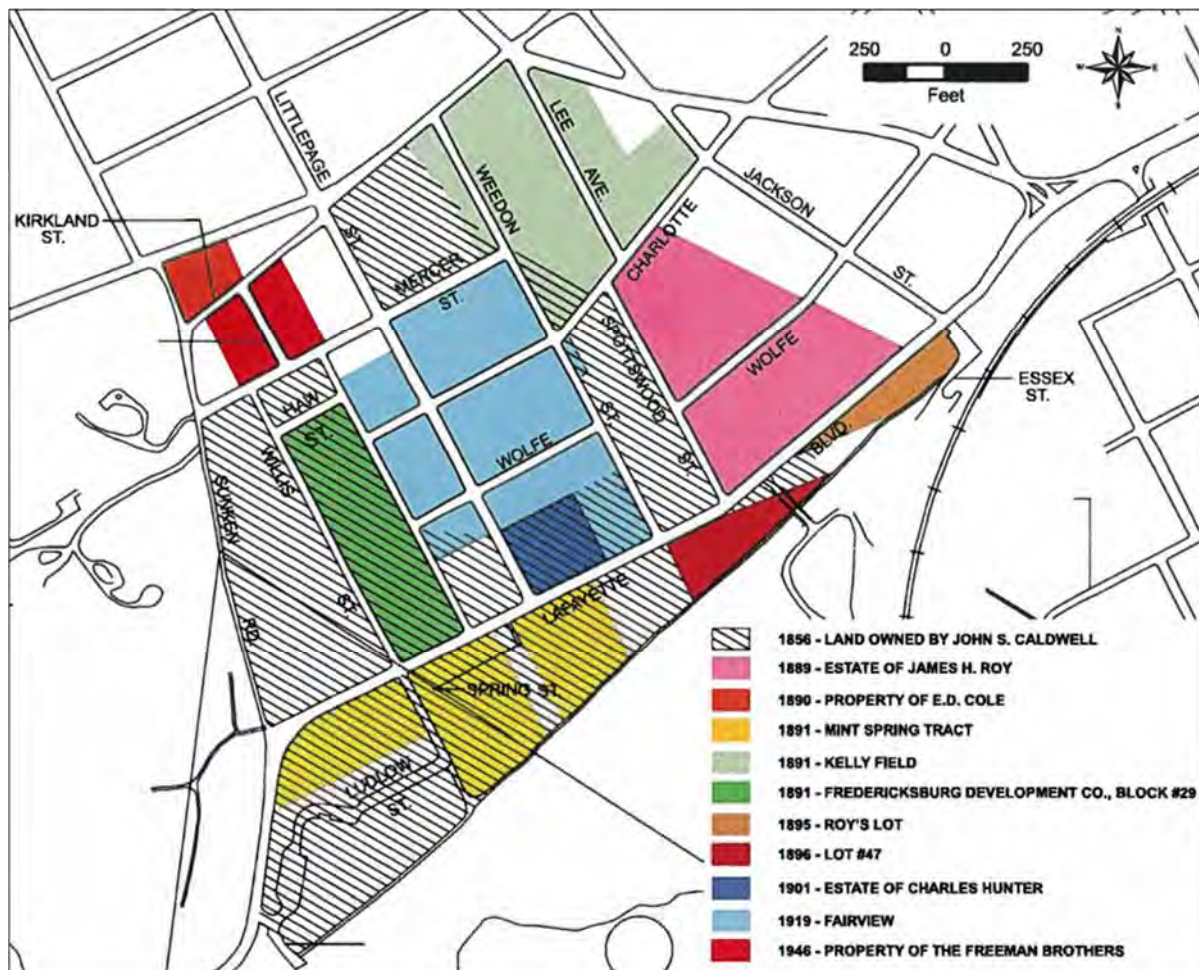 250 0 250
Feet
N
W E
S
LITTLEPAGE
ST.
KIRKLAND
ST.
WEEDON
LEE
AVE.
JACKSON
ST.
CHARLOTTE
MERCER
ST.
SPOTTSWOOD
ST.
WOLFE
ESSEX
ST.
BLVD.
HAW
ST.
WILLIS
ST.
WOLFE
SUNKEN
RD.
LAFAYETTE
SPRING ST.
LUDLOW
ST.
1856 - LAND OWNED BY JOHN S. CALDWELL
1889 - ESTATE OF JAMES H. ROY
1890 - PROPERTY OF E.D. COLE
1891 - MINT SPRING TRACT
1891 - KELLY FIELD
1891 - FREDERICKSBURG DEVELOPMENT CO., BLOCK #29
1895 - ROY'S LOT
1896 - LOT #47
1901 - ESTATE OF CHARLES HUNTER
1919 - FAIRVIEW
1946 - PROPERTY OF THE FREEMAN BROTHERS